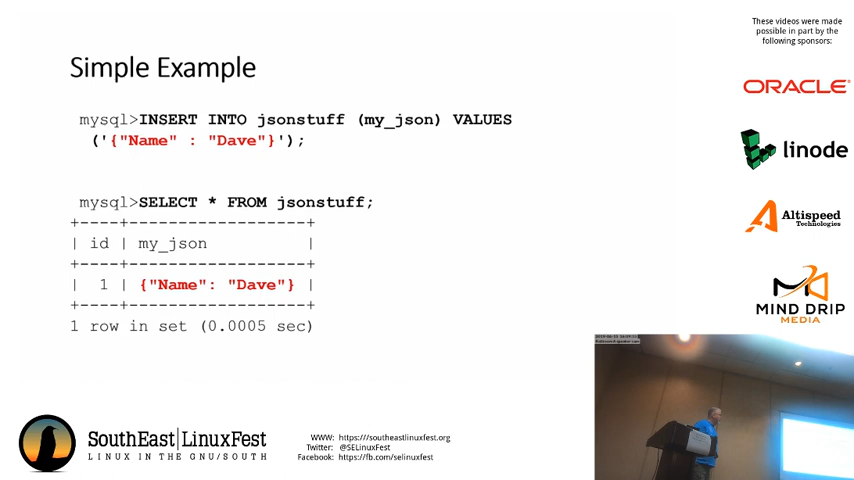 These videos were made
possible in part by the
following sponsors:
Simple Example
ORACLE®
mysql>INSERT INTO jsonstuff (my_json) VALUES
('{"Name" : "Dave"}');
linode
mysql>SELECT * FROM jsonstuff;
+----+------------------+
| id | my_json |
+----+------------------+
| 1 | {"Name": "Dave"} |
+----+------------------+
1 row in set (0.0005 sec)
Altispeed
Technologies
MIND DRIP
MEDIA
SouthEast|LinuxFest
LINUX IN THE GNU/SOUTH
WWW: https:///southeastlinuxfest.org
Twitter: @SELinuxFest
Facebook: https://fb.com/selinuxfest